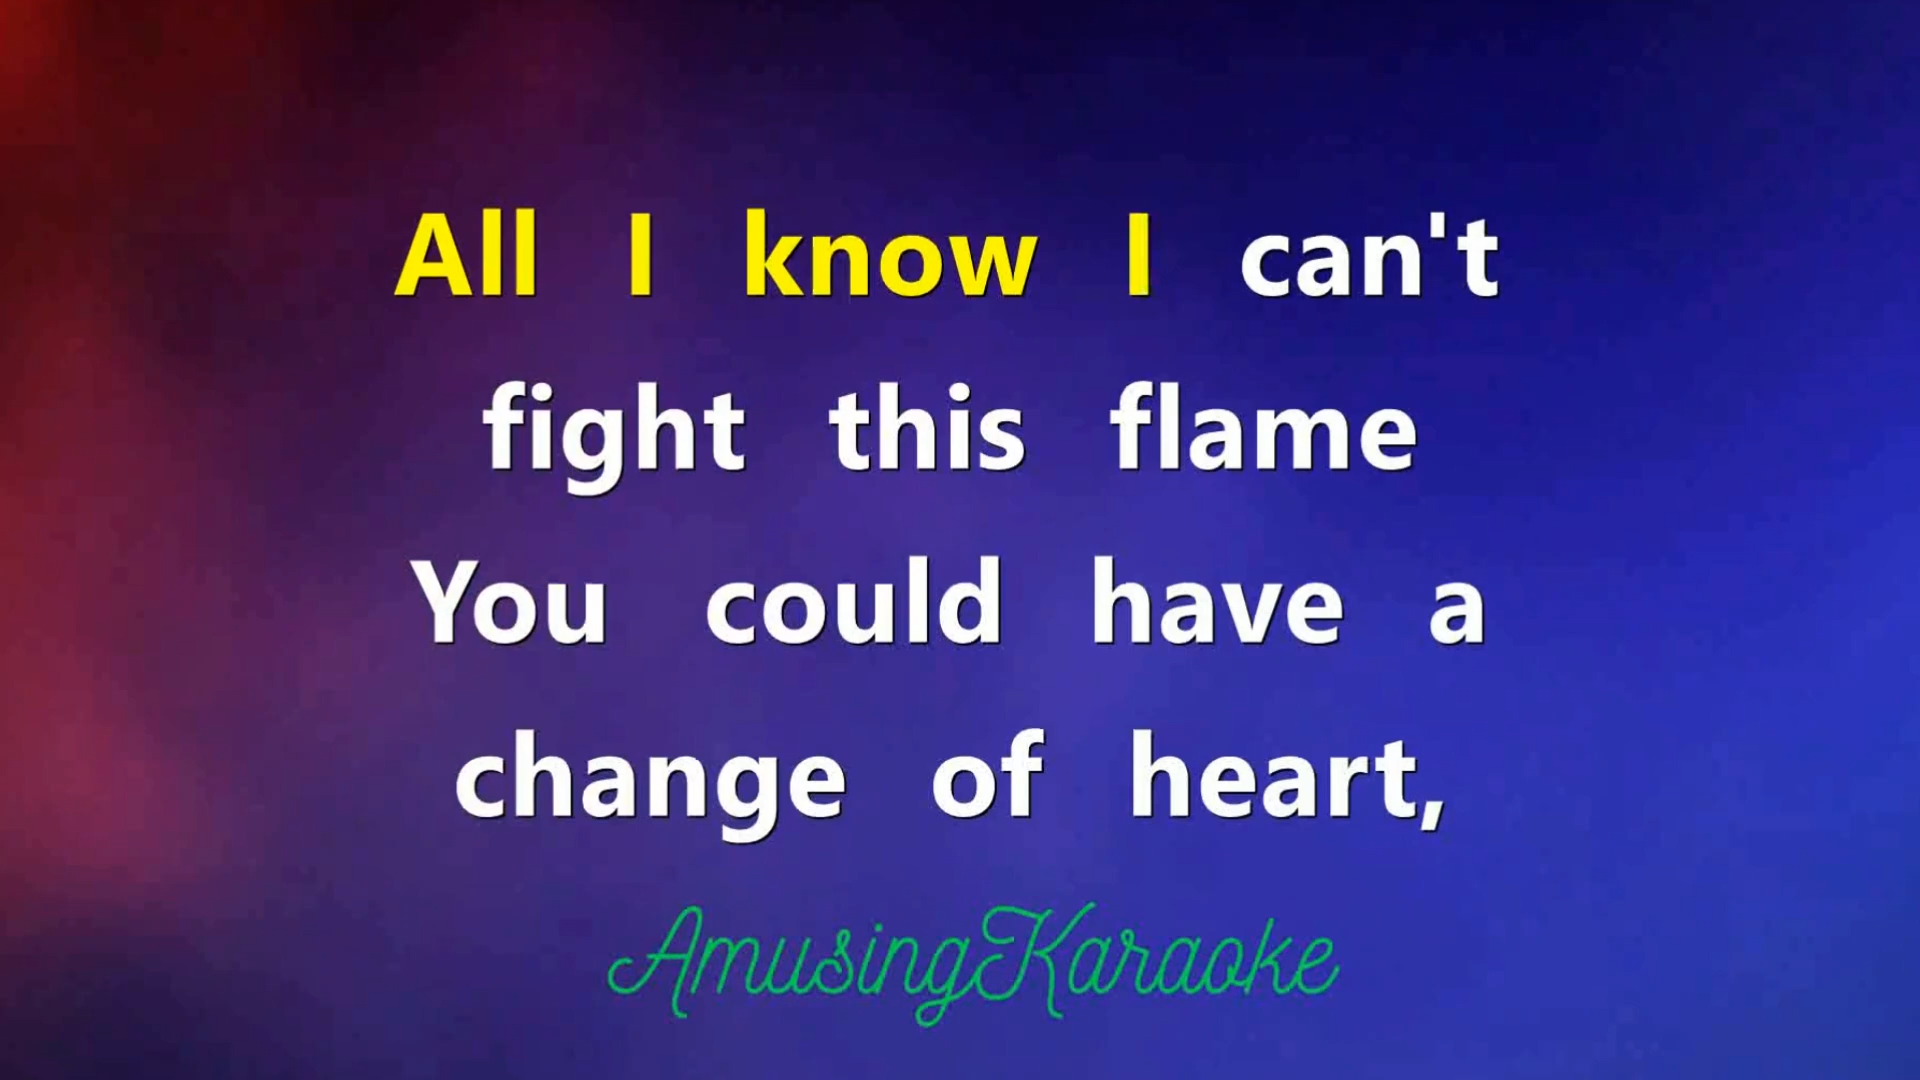 All I know I can't
fight this flame
You could have a
change of heart,
AmusingKaraoke